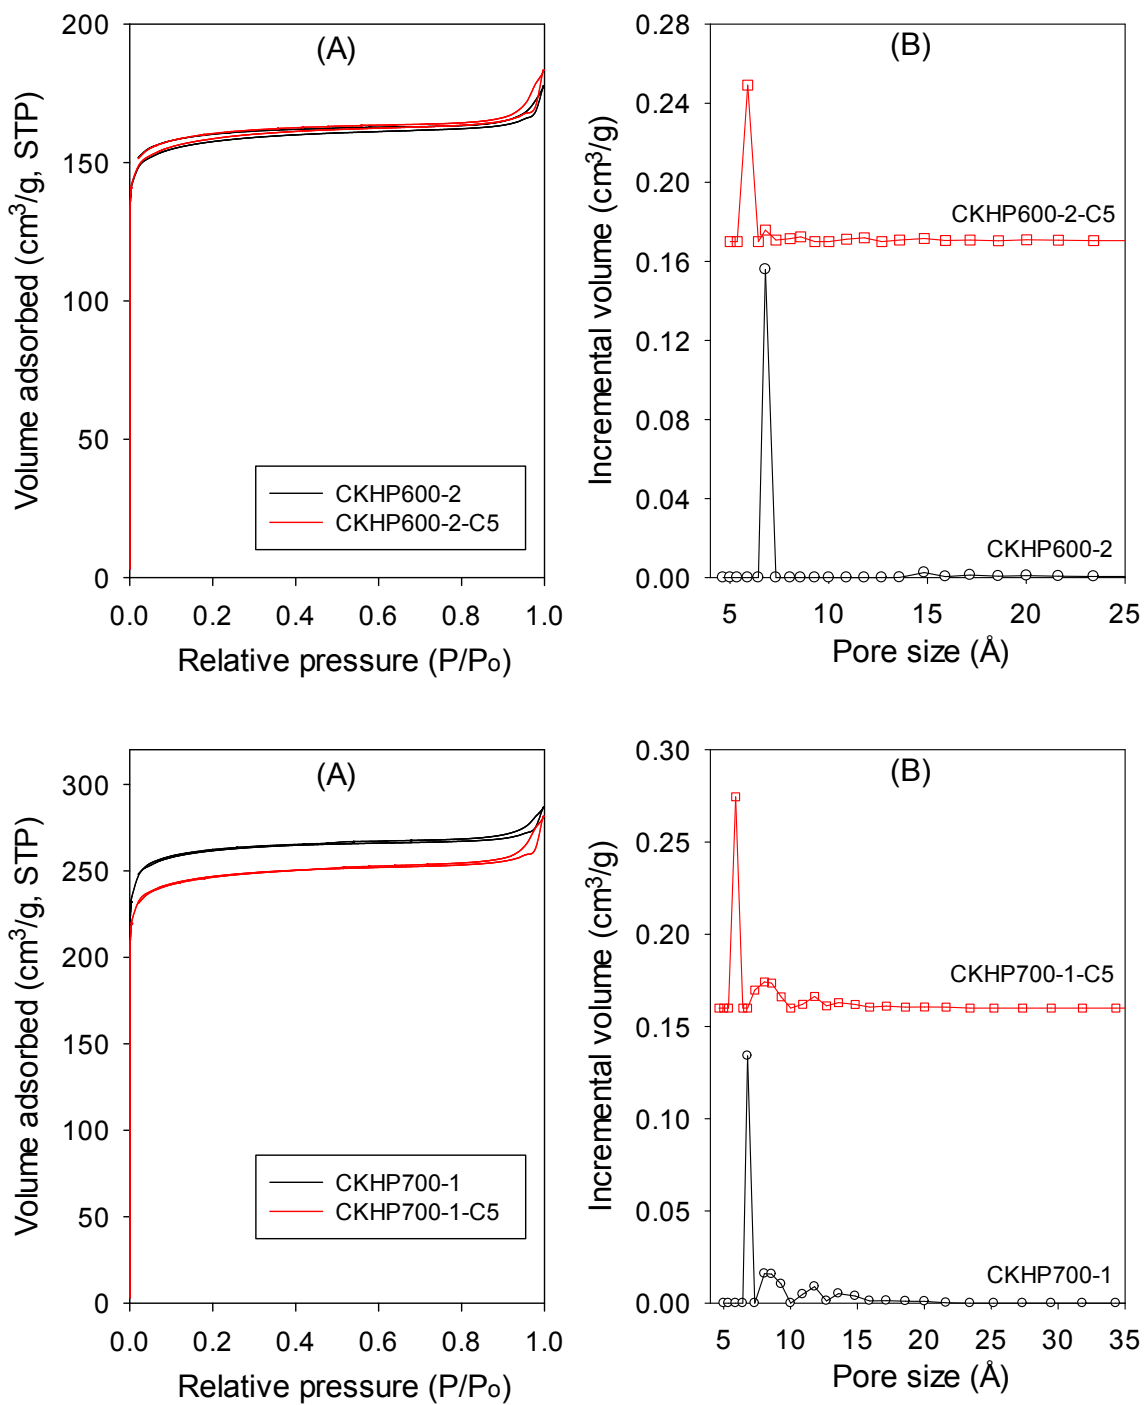 (A)
Volume adsorbed (cm³/g, STP)
200
150
100
50
0
CKHP600-2
CKHP600-2-C5
0.0 0.2 0.4 0.6 0.8 1.0
Relative pressure (P/Po)
(B)
Incremental volume (cm³/g)
0.28
0.24
0.20
0.16
0.12
0.08
0.04
0.00
CKHP600-2-C5
CKHP600-2
5 10 15 20 25
Pore size (Å)
(A)
Volume adsorbed (cm³/g, STP)
300
250
200
150
100
50
0
CKHP700-1
CKHP700-1-C5
0.0 0.2 0.4 0.6 0.8 1.0
Relative pressure (P/Po)
(B)
Incremental volume (cm³/g)
0.30
0.25
0.20
0.15
0.10
0.05
0.00
CKHP700-1-C5
CKHP700-1
5 10 15 20 25 30 35
Pore size (Å)